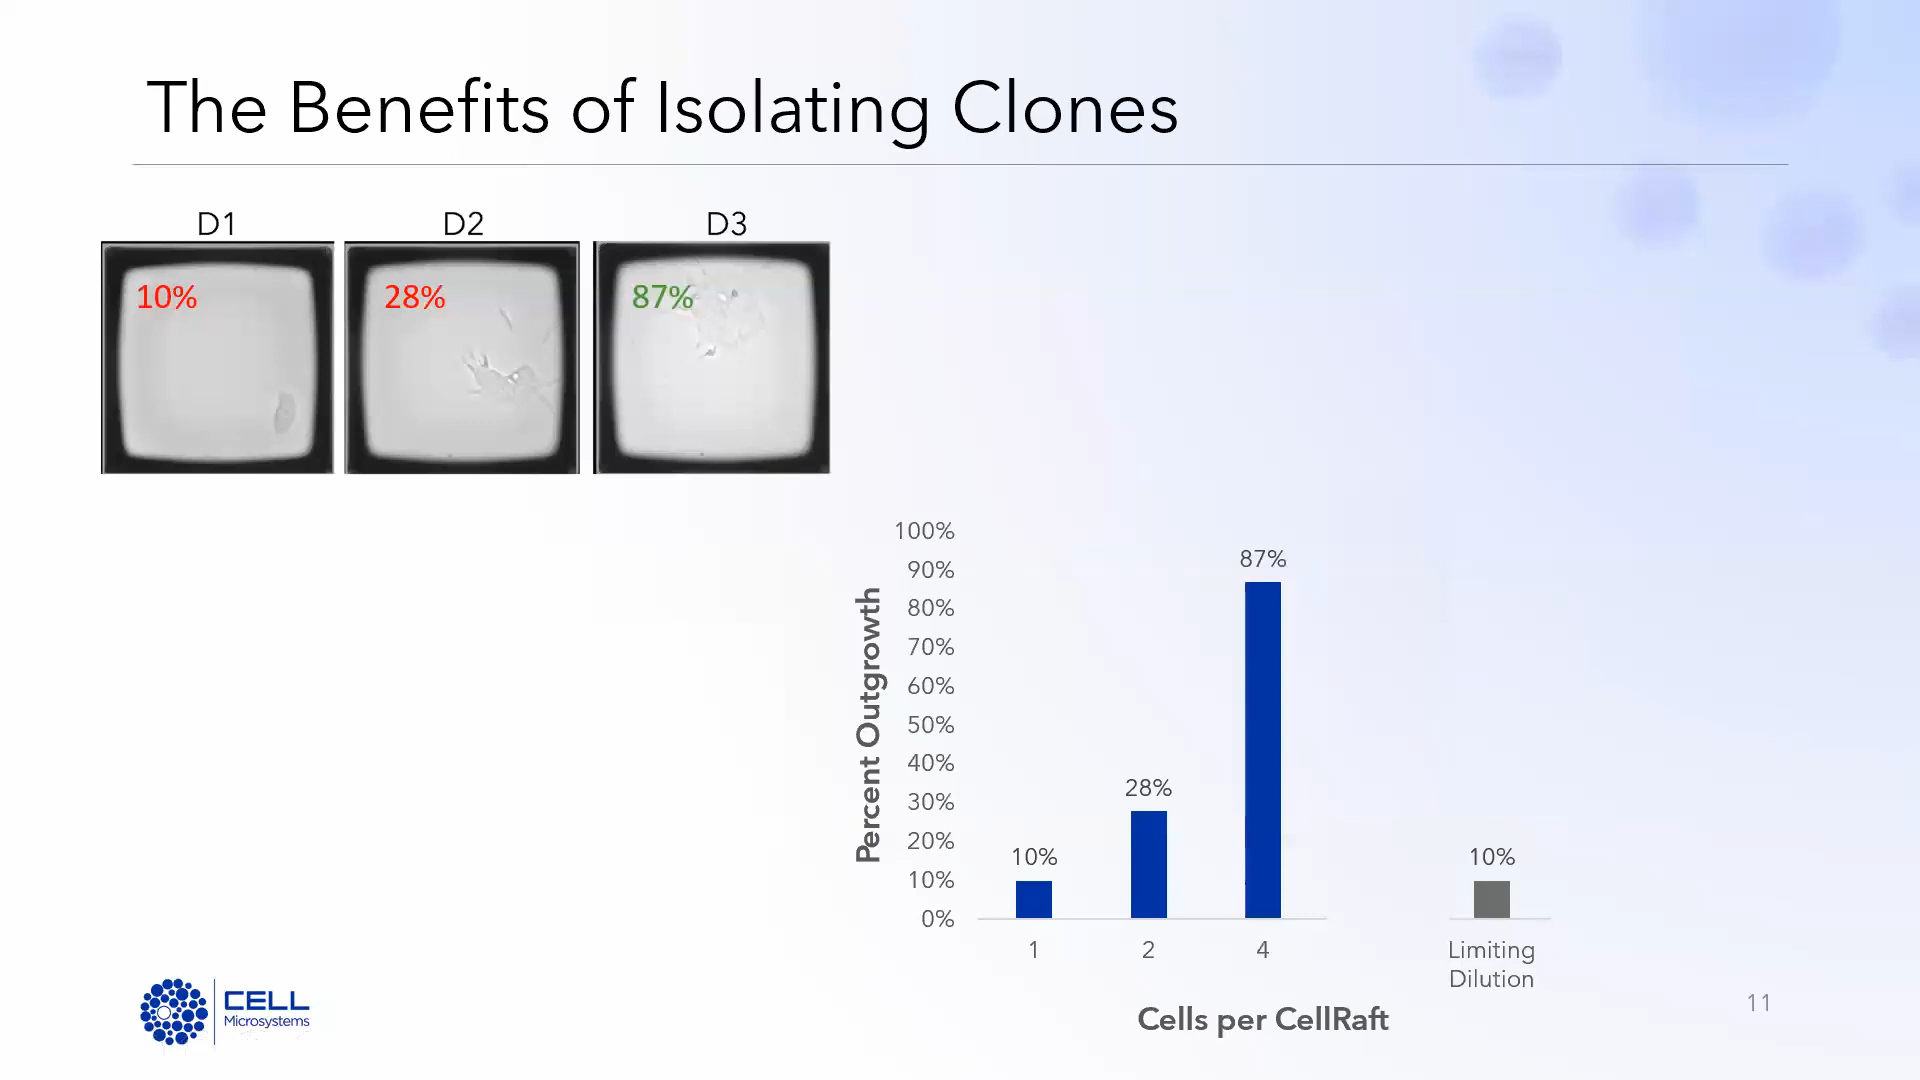 The Benefits of Isolating Clones
D1
D2
D3
10%
28%
87%
100%
90%
80%
70%
60%
50%
40%
30%
20%
10%
0%
Percent Outgrowth
10%
28%
87%
10%
1
2
4
Limiting
Dilution
Cells per CellRaft
CELL
Microsystems
11